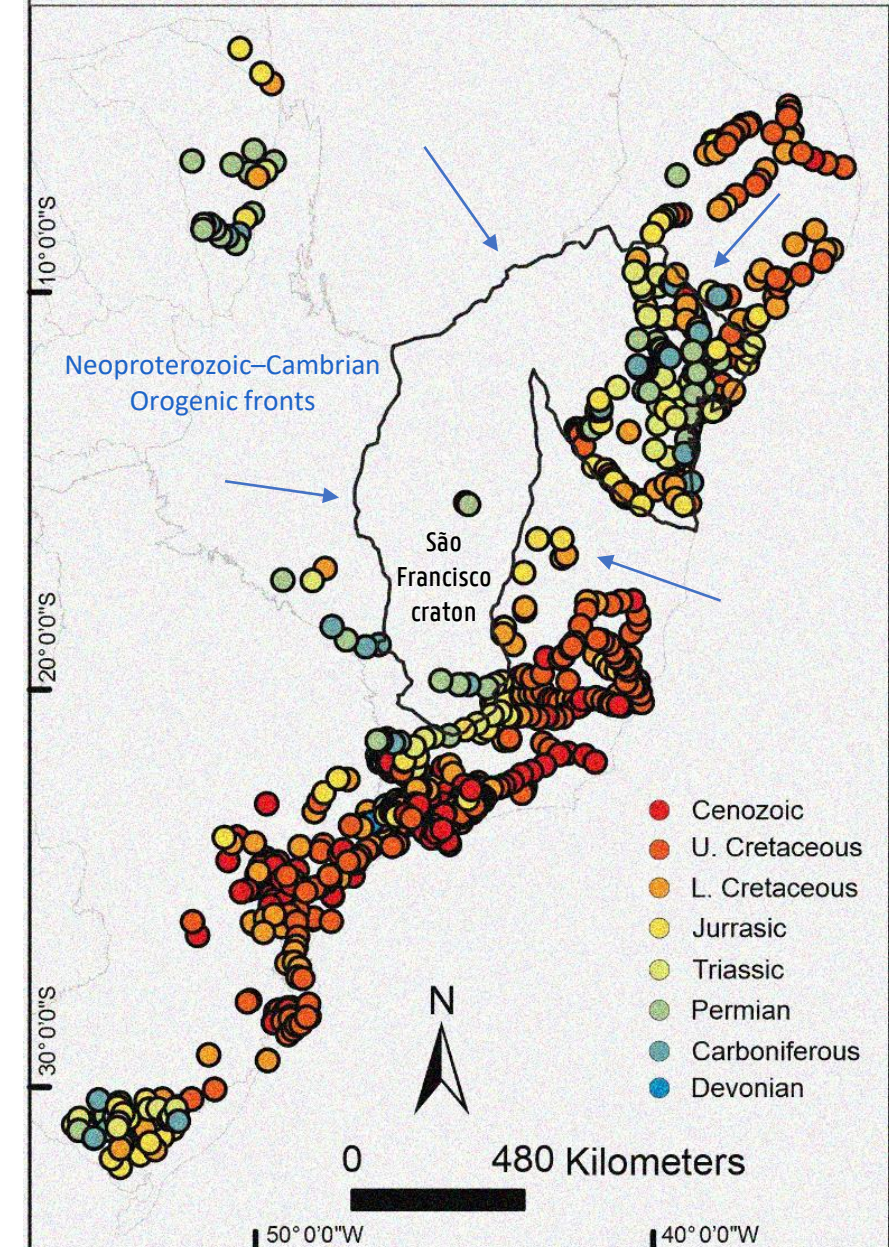 10° 0'0"S
Neoproterozoic–Cambrian
Orogenic fronts
São
Francisco
craton
20° 0'0"S
Cenozoic
U. Cretaceous
L. Cretaceous
Jurrasic
Triassic
Permian
Carboniferous
Devonian
N
30° 0'0"S
0 480 Kilometers
50° 0'0"W 40° 0'0"W